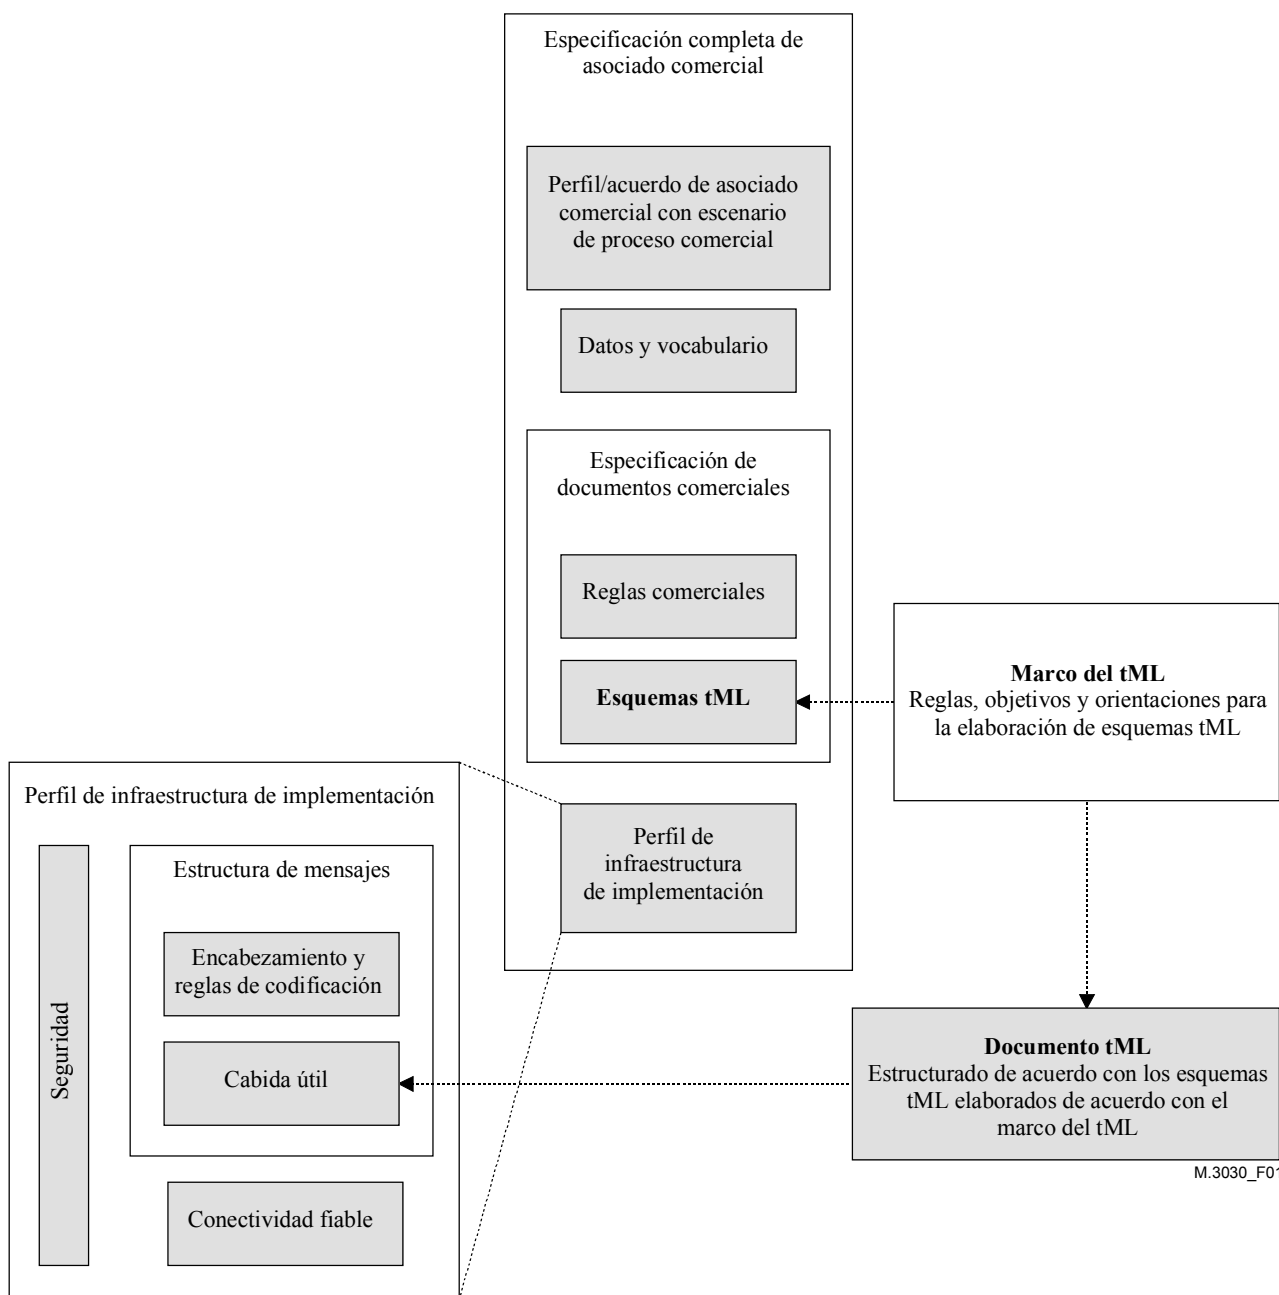 Especificación completa de
asociado comercial
Perfil/acuerdo de asociado
comercial con escenario
de proceso comercial
Datos y vocabulario
Especificación de
documentos comerciales
Reglas comerciales
Esquemas tML
Marco del tML
Reglas, objetivos y orientaciones para
la elaboración de esquemas tML
Perfil de
infraestructura
de implementación
Perfil de infraestructura de implementación
Seguridad
Estructura de mensajes
Encabezamiento y
reglas de codificación
Cabida útil
Conectividad fiable
Documento tML
Estructurado de acuerdo con los esquemas
tML elaborados de acuerdo con el
marco del tML
M.3030_F01